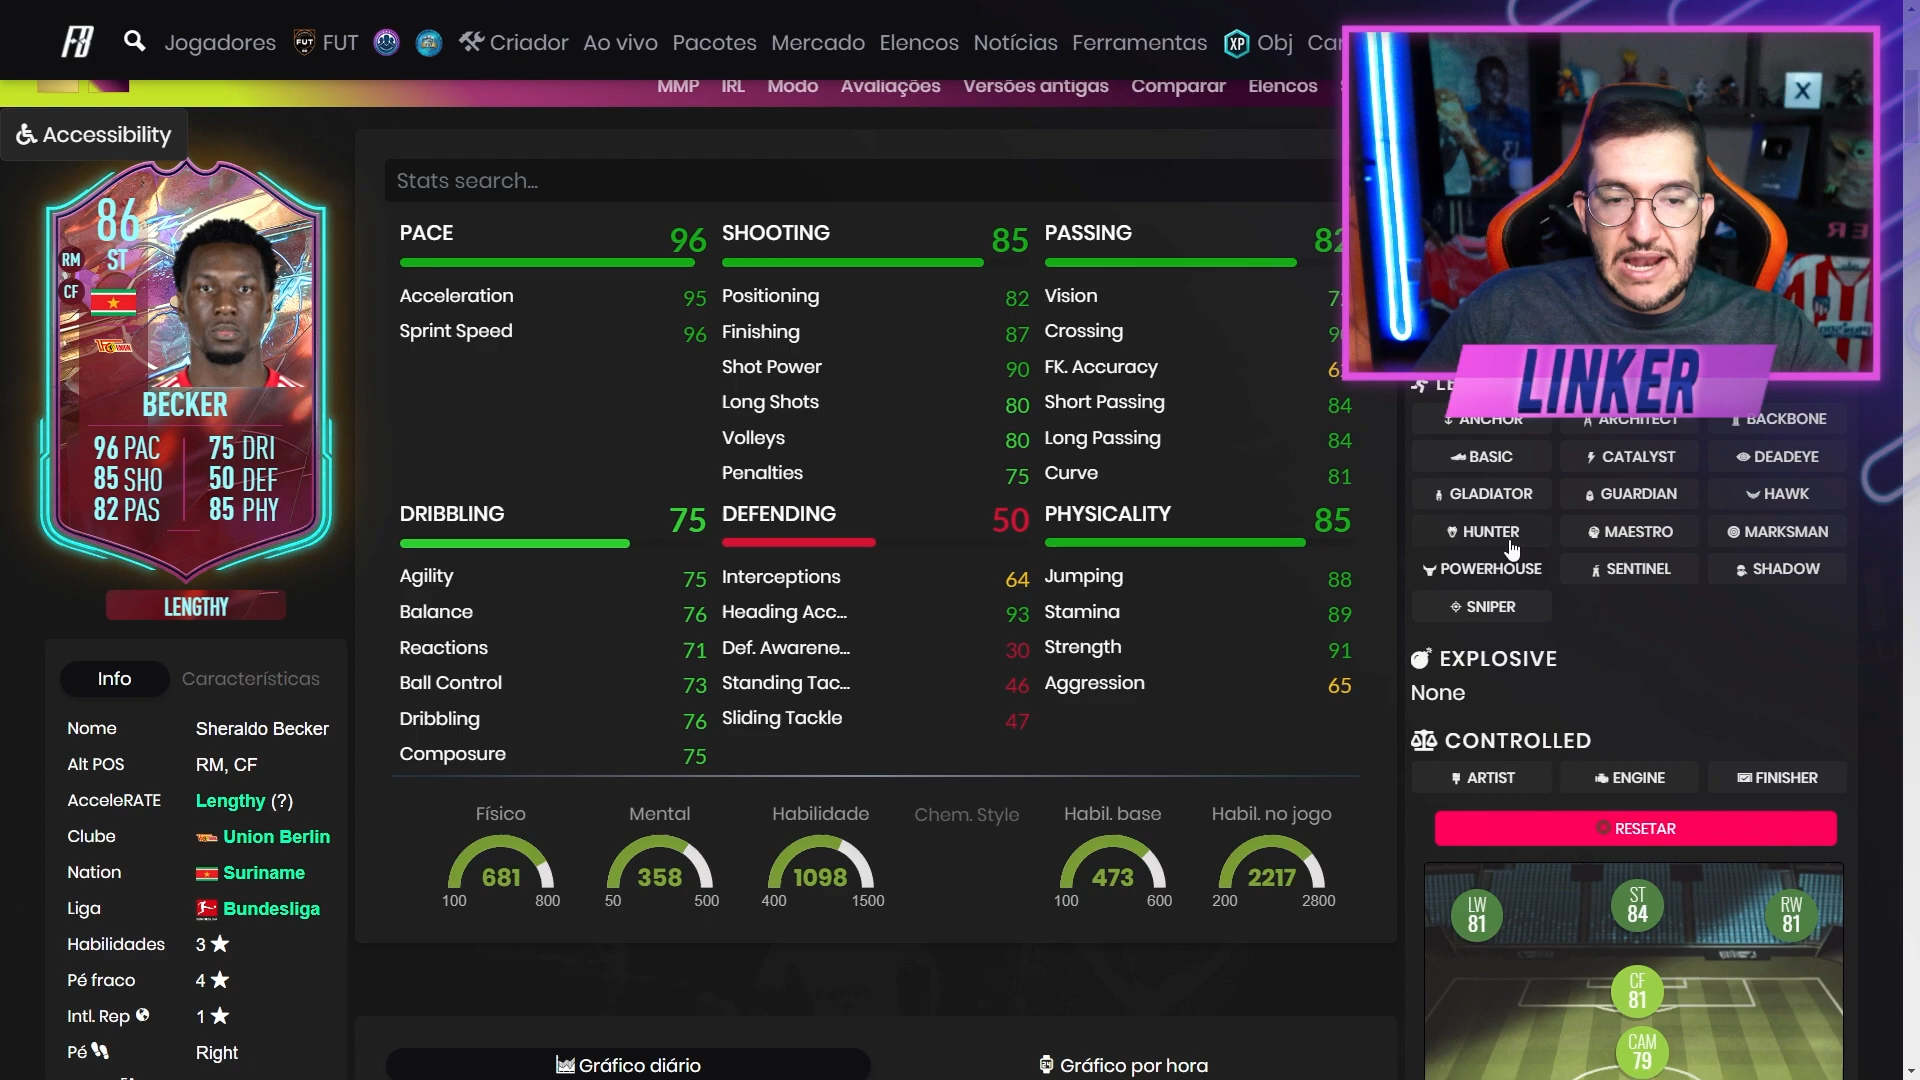 Jogadores FUT Criador Ao vivo Pacotes Mercado Elencos Notícias Ferramentas XP Obj
MMP IRL Modo Avaliações Versões antigas Comparar Elencos
Accessibility
X
86
ST
RM
CF
BECKER
96 PAC 75 DRI
85 SHO 50 DEF
82 PAS 85 PHY
LENGTHY
Info Características
Nome Sheraldo Becker
Alt POS RM, CF
AcceleRATE Lengthy (?)
Clube Union Berlin
Nation Suriname
Liga Bundesliga
Habilidades 3
Pé fraco 4
Intl. Rep 1
Pé Right
Stats search...
PACE 96
Acceleration 95
Sprint Speed 96
SHOOTING 85
Positioning 82
Finishing 87
Shot Power 90
Long Shots 80
Volleys 80
Penalties 75
PASSING 82
Vision
Crossing
FK. Accuracy
Short Passing 84
Long Passing 84
Curve 81
DRIBBLING 75
Agility 75
Balance 76
Reactions 71
Ball Control 73
Dribbling 76
Composure 75
DEFENDING 50
Interceptions 64
Heading Acc... 93
Def. Awarene... 30
Standing Tac... 46
Sliding Tackle 47
PHYSICALITY 85
Jumping 88
Stamina 89
Strength 91
Aggression 65
Físico Mental Habilidade Chem. Style Habil. base Habil. no jogo
681 358 1098 473 2217
100 800 50 500 400 1500 100 600 200 2800
Gráfico diário Gráfico por hora
LINKER
ANCHOR ARCHITECT BACKBONE
BASIC CATALYST DEADEYE
GLADIATOR GUARDIAN HAWK
HUNTER MAESTRO MARKSMAN
POWERHOUSE SENTINEL SHADOW
SNIPER
EXPLOSIVE
None
CONTROLLED
ARTIST ENGINE FINISHER
RESETAR
LW
81
ST
84
RW
81
CF
81
CAM
79